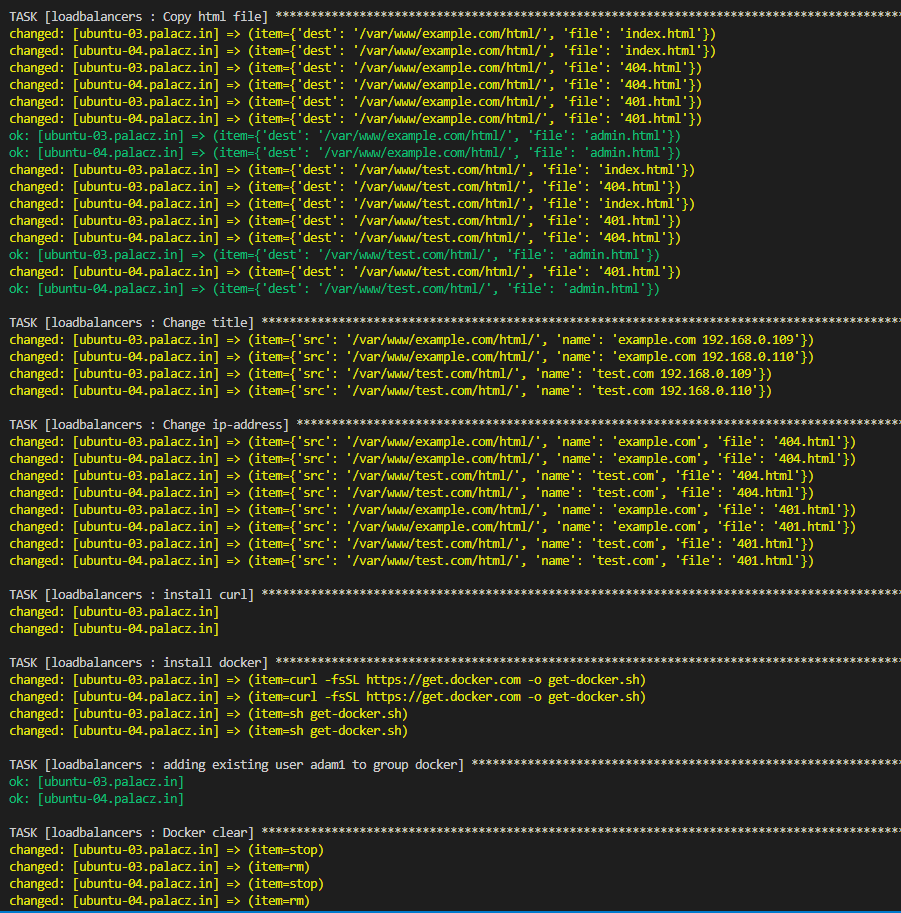 TASK [loadbalancers : Copy html file] ******************************************************************************************
changed: [ubuntu-03.palacz.in] => (item={'dest': '/var/www/example.com/html/', 'file': 'index.html'})
changed: [ubuntu-04.palacz.in] => (item={'dest': '/var/www/example.com/html/', 'file': 'index.html'})
changed: [ubuntu-03.palacz.in] => (item={'dest': '/var/www/example.com/html/', 'file': '404.html'})
changed: [ubuntu-04.palacz.in] => (item={'dest': '/var/www/example.com/html/', 'file': '404.html'})
changed: [ubuntu-03.palacz.in] => (item={'dest': '/var/www/example.com/html/', 'file': '401.html'})
changed: [ubuntu-04.palacz.in] => (item={'dest': '/var/www/example.com/html/', 'file': '401.html'})
ok: [ubuntu-03.palacz.in] => (item={'dest': '/var/www/example.com/html/', 'file': 'admin.html'})
ok: [ubuntu-04.palacz.in] => (item={'dest': '/var/www/example.com/html/', 'file': 'admin.html'})
changed: [ubuntu-03.palacz.in] => (item={'dest': '/var/www/test.com/html/', 'file': 'index.html'})
changed: [ubuntu-03.palacz.in] => (item={'dest': '/var/www/test.com/html/', 'file': '404.html'})
changed: [ubuntu-04.palacz.in] => (item={'dest': '/var/www/test.com/html/', 'file': 'index.html'})
changed: [ubuntu-03.palacz.in] => (item={'dest': '/var/www/test.com/html/', 'file': '401.html'})
changed: [ubuntu-04.palacz.in] => (item={'dest': '/var/www/test.com/html/', 'file': '404.html'})
ok: [ubuntu-03.palacz.in] => (item={'dest': '/var/www/test.com/html/', 'file': 'admin.html'})
changed: [ubuntu-04.palacz.in] => (item={'dest': '/var/www/test.com/html/', 'file': '401.html'})
ok: [ubuntu-04.palacz.in] => (item={'dest': '/var/www/test.com/html/', 'file': 'admin.html'})
TASK [loadbalancers : Change title] ********************************************************************************************
changed: [ubuntu-03.palacz.in] => (item={'src': '/var/www/example.com/html/', 'name': 'example.com 192.168.0.109'})
changed: [ubuntu-04.palacz.in] => (item={'src': '/var/www/example.com/html/', 'name': 'example.com 192.168.0.110'})
changed: [ubuntu-03.palacz.in] => (item={'src': '/var/www/test.com/html/', 'name': 'test.com 192.168.0.109'})
changed: [ubuntu-04.palacz.in] => (item={'src': '/var/www/test.com/html/', 'name': 'test.com 192.168.0.110'})
TASK [loadbalancers : Change ip-address] ***************************************************************************************
changed: [ubuntu-03.palacz.in] => (item={'src': '/var/www/example.com/html/', 'name': 'example.com', 'file': '404.html'})
changed: [ubuntu-04.palacz.in] => (item={'src': '/var/www/example.com/html/', 'name': 'example.com', 'file': '404.html'})
changed: [ubuntu-03.palacz.in] => (item={'src': '/var/www/test.com/html/', 'name': 'test.com', 'file': '404.html'})
changed: [ubuntu-04.palacz.in] => (item={'src': '/var/www/test.com/html/', 'name': 'test.com', 'file': '404.html'})
changed: [ubuntu-03.palacz.in] => (item={'src': '/var/www/example.com/html/', 'name': 'example.com', 'file': '401.html'})
changed: [ubuntu-04.palacz.in] => (item={'src': '/var/www/example.com/html/', 'name': 'example.com', 'file': '401.html'})
changed: [ubuntu-03.palacz.in] => (item={'src': '/var/www/test.com/html/', 'name': 'test.com', 'file': '401.html'})
changed: [ubuntu-04.palacz.in] => (item={'src': '/var/www/test.com/html/', 'name': 'test.com', 'file': '401.html'})
TASK [loadbalancers : install curl] ********************************************************************************************
changed: [ubuntu-03.palacz.in]
changed: [ubuntu-04.palacz.in]
TASK [loadbalancers : install docker] ******************************************************************************************
changed: [ubuntu-03.palacz.in] => (item=curl -fsSL https://get.docker.com -o get-docker.sh)
changed: [ubuntu-04.palacz.in] => (item=curl -fsSL https://get.docker.com -o get-docker.sh)
changed: [ubuntu-03.palacz.in] => (item=sh get-docker.sh)
changed: [ubuntu-04.palacz.in] => (item=sh get-docker.sh)
TASK [loadbalancers : adding existing user adam1 to group docker] **************************************************************
ok: [ubuntu-03.palacz.in]
ok: [ubuntu-04.palacz.in]
TASK [loadbalancers : Docker clear] ********************************************************************************************
changed: [ubuntu-03.palacz.in] => (item=stop)
changed: [ubuntu-03.palacz.in] => (item=rm)
changed: [ubuntu-04.palacz.in] => (item=stop)
changed: [ubuntu-04.palacz.in] => (item=rm)